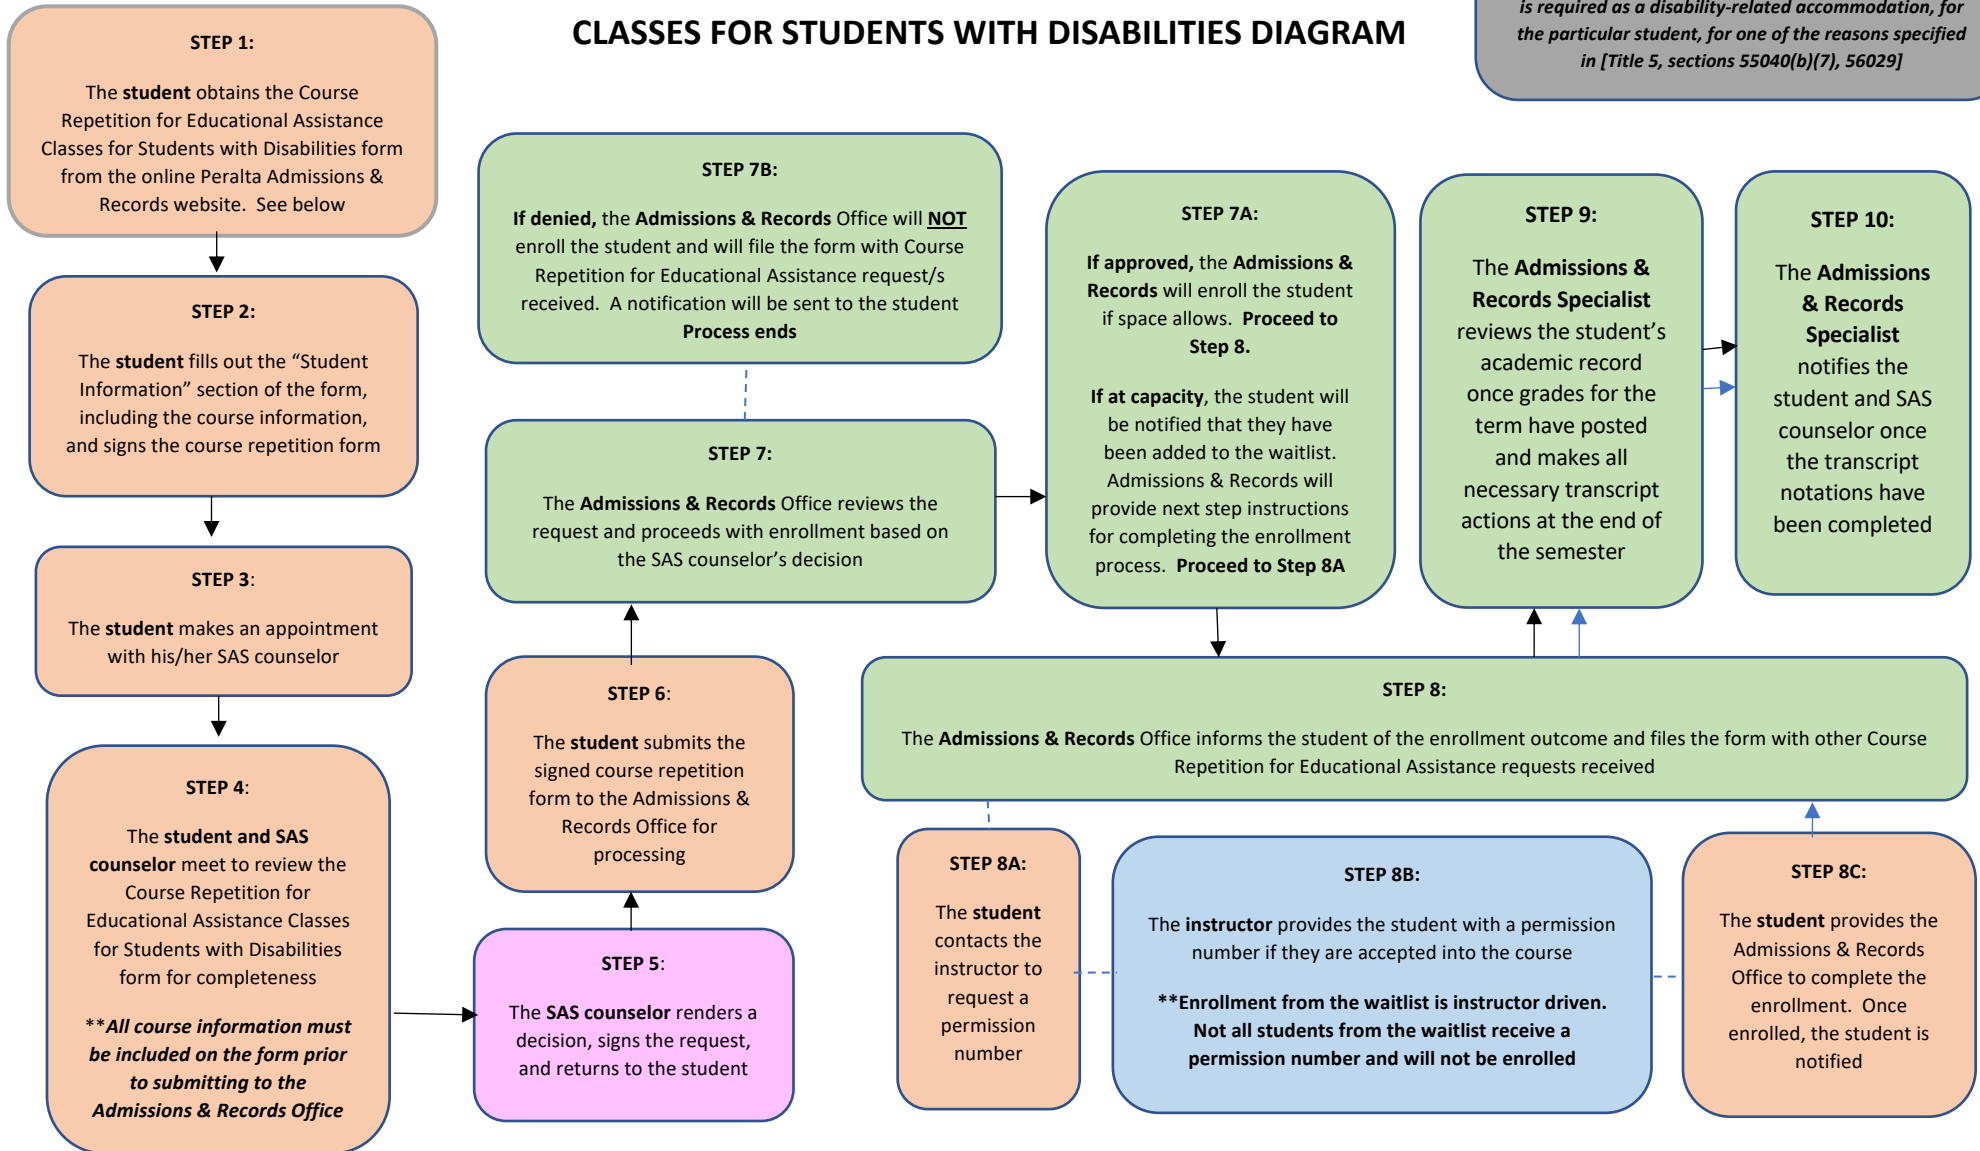 CLASSES FOR STUDENTS WITH DISABILITIES DIAGRAM
is required as a disability-related accommodation, for
the particular student, for one of the reasons specified
in [Title 5, sections 55040(b)(7), 56029]
STEP 1:
The student obtains the Course
Repetition for Educational Assistance
Classes for Students with Disabilities form
from the online Peralta Admissions &
Records website.  See below
STEP 2:
The student fills out the “Student
Information” section of the form,
including the course information,
and signs the course repetition form
STEP 3:
The student makes an appointment
with his/her SAS counselor
STEP 4:
The student and SAS
counselor meet to review the
Course Repetition for
Educational Assistance Classes
for Students with Disabilities
form for completeness
**All course information must
be included on the form prior
to submitting to the
Admissions & Records Office
STEP 5:
The SAS counselor renders a
decision, signs the request,
and returns to the student
STEP 6:
The student submits the
signed course repetition
form to the Admissions &
Records Office for
processing
STEP 7:
The Admissions & Records Office reviews the
request and proceeds with enrollment based on
the SAS counselor’s decision
STEP 7B:
If denied, the Admissions & Records Office will NOT
enroll the student and will file the form with Course
Repetition for Educational Assistance request/s
received.  A notification will be sent to the student
Process ends
STEP 7A:
If approved, the Admissions &
Records will enroll the student
if space allows.  Proceed to
Step 8.
If at capacity, the student will
be notified that they have
been added to the waitlist.
Admissions & Records will
provide next step instructions
for completing the enrollment
process.  Proceed to Step 8A
STEP 8:
The Admissions & Records Office informs the student of the enrollment outcome and files the form with other Course
Repetition for Educational Assistance requests received
STEP 8A:
The student
contacts the
instructor to
request a
permission
number
STEP 8B:
The instructor provides the student with a permission
number if they are accepted into the course
**Enrollment from the waitlist is instructor driven.
Not all students from the waitlist receive a
permission number and will not be enrolled
STEP 8C:
The student provides the
Admissions & Records
Office to complete the
enrollment.  Once
enrolled, the student is
notified
STEP 9:
The Admissions &
Records Specialist
reviews the student’s
academic record
once grades for the
term have posted
and makes all
necessary transcript
actions at the end of
the semester
STEP 10:
The Admissions
& Records
Specialist
notifies the
student and SAS
counselor once
the transcript
notations have
been completed